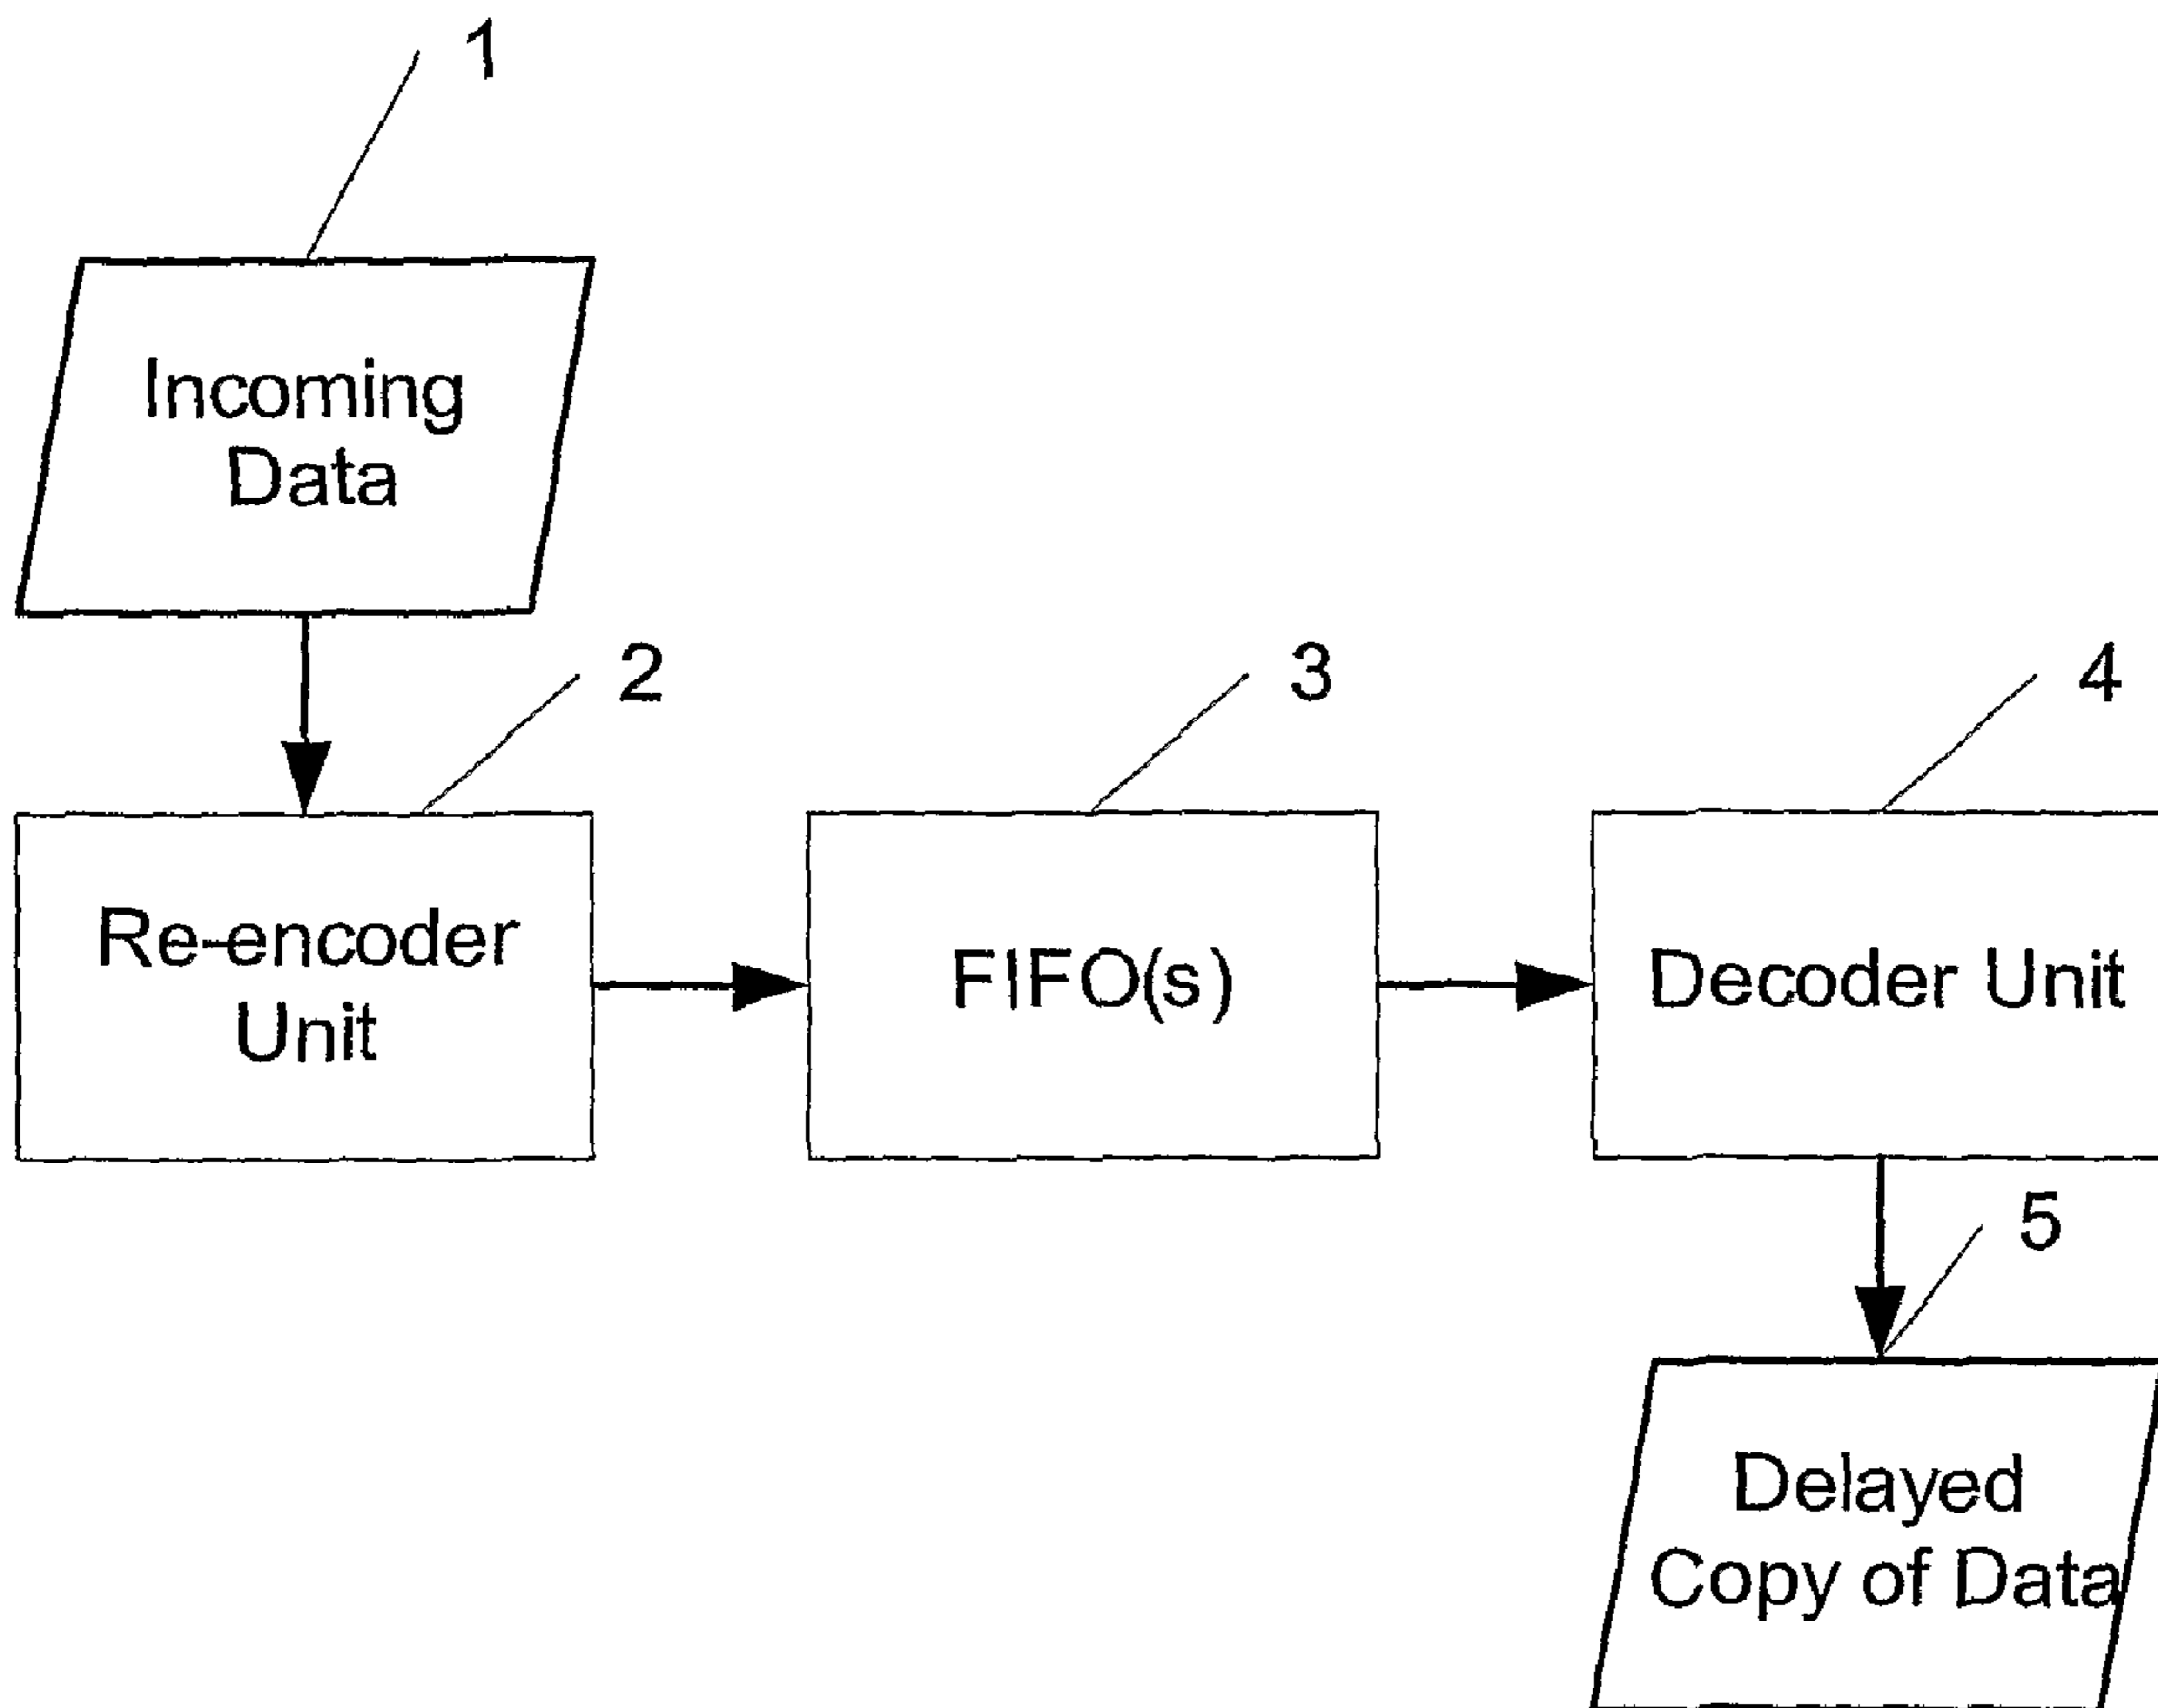 1
Incoming
Data
2
3
4
Re-encoder
Unit
FIFO(s)
Decoder Unit
5
Delayed
Copy of Data